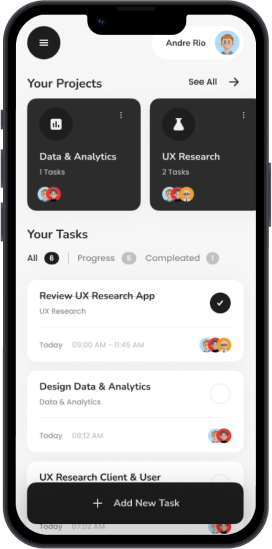 Andre Rio
Your Projects
See All
Data & Analytics
1 Tasks
UX Research
2 Tasks
Your Tasks
All 6 Progress 5 Compleated 1
Review UX Research App
UX Research
Today 09:00 AM - 11:45 AM
Design Data & Analytics
Data & Analytics
Today 08:12 AM
UX Research Client & User
+ Add New Task
Today 07:02 AM